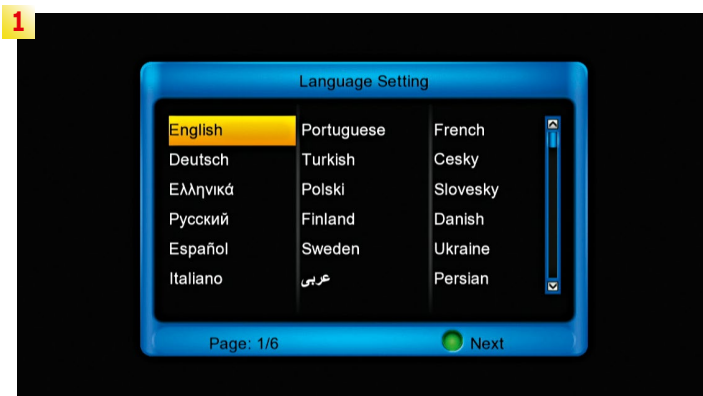 1
Language Setting
English Portuguese French
Deutsch Turkish Cesky
Ελληνικά Polski Slovesky
Русский Finland Danish
Español Sweden Ukraine
Italiano عربى Persian
Page: 1/6 Next